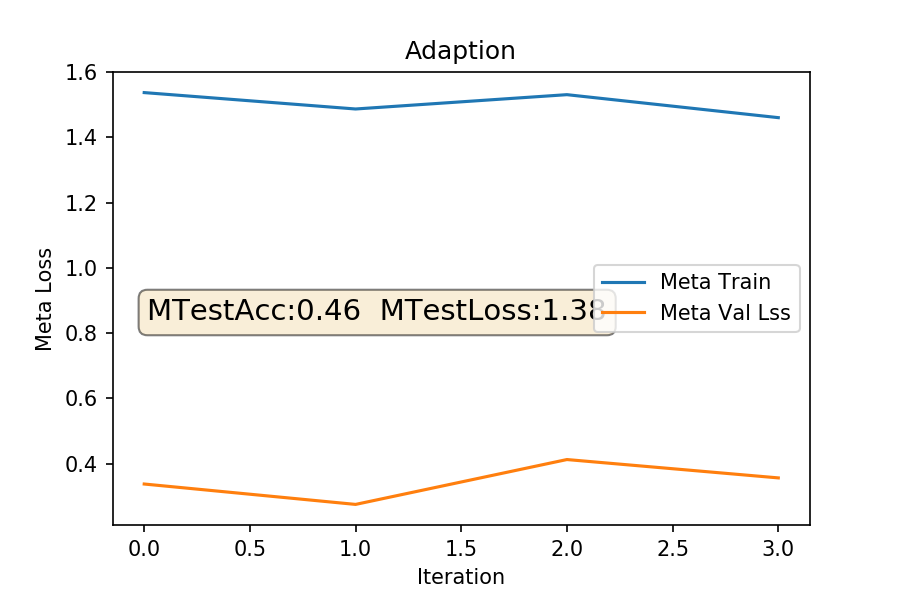 Adaption
1.6
1.4
1.2
1.0
0.8
0.6
0.4
Meta Loss
MTestAcc:0.46 MTestLoss:1.38
Meta Train
Meta Val Lss
0.0 0.5 1.0 1.5 2.0 2.5 3.0
Iteration